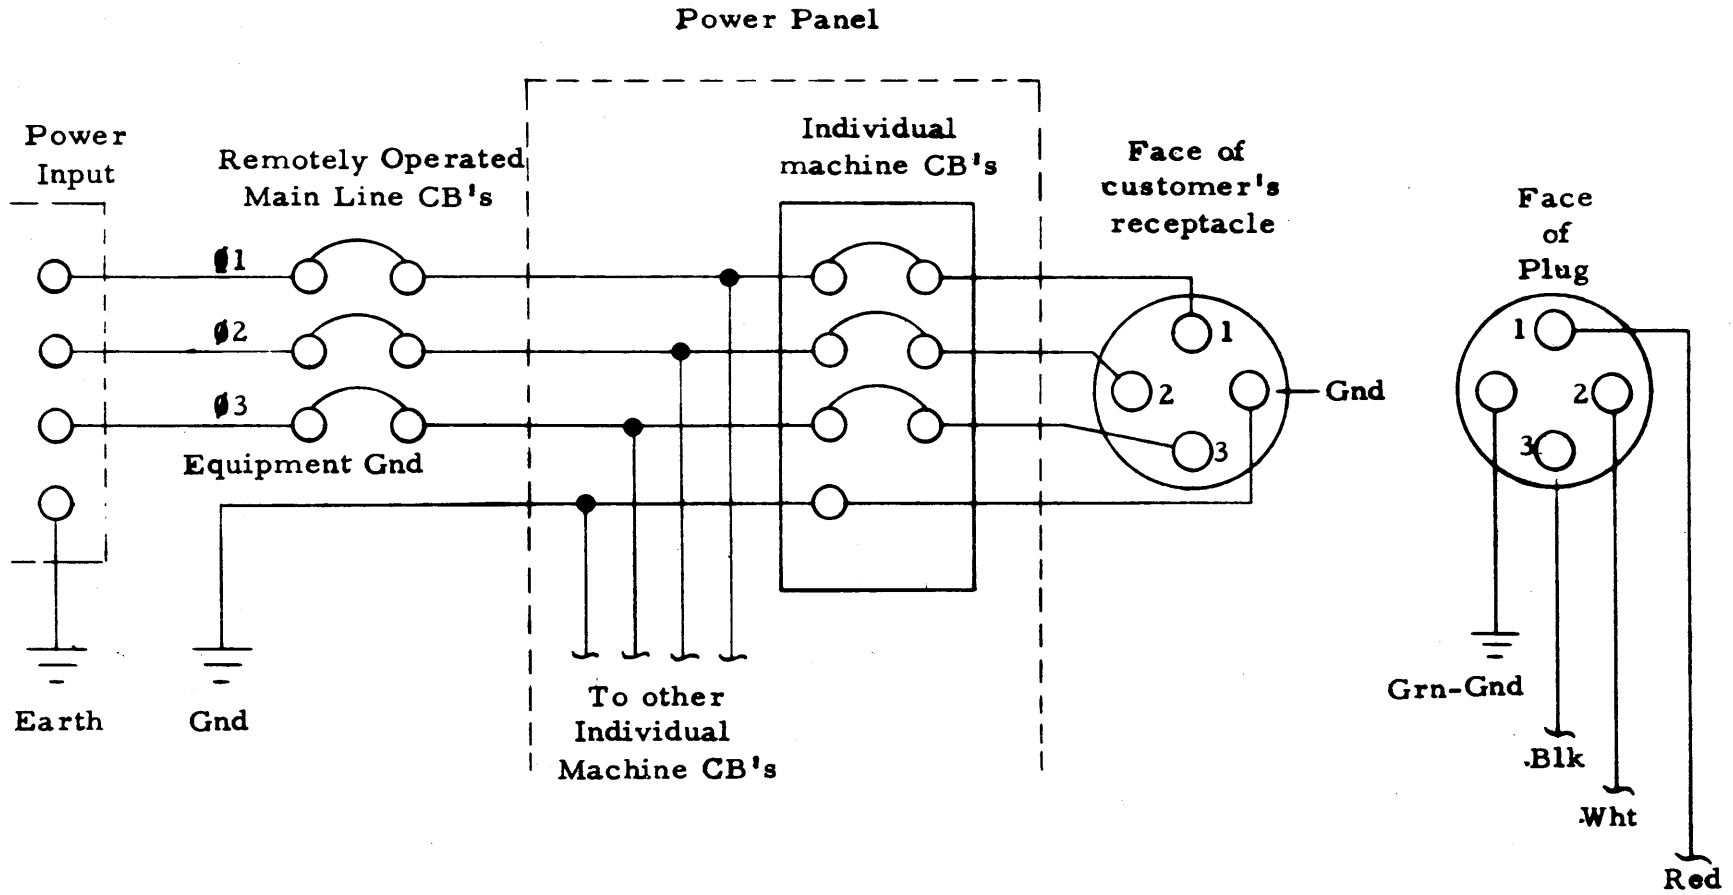 Power Panel
Power
Input
Remotely Operated
Main Line CB's
Individual
machine CB's
Face of
customer's
receptacle
Face
of
Plug
Ø1
Ø2
Ø3
Equipment Gnd
1
2
3
Gnd
1
2
3
Earth
Gnd
To other
Individual
Machine CB's
Grn-Gnd
Blk
Wht
Red